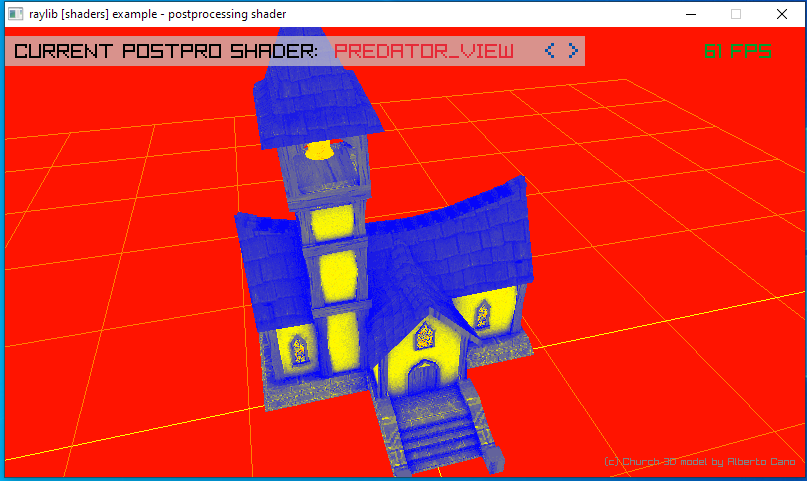 raylib [shaders] example - postprocessing shader
CURRENT POSTPRO SHADER: PREDATOR_VIEW < > 61 FPS
(c) Church 3D model by Alberto Cano